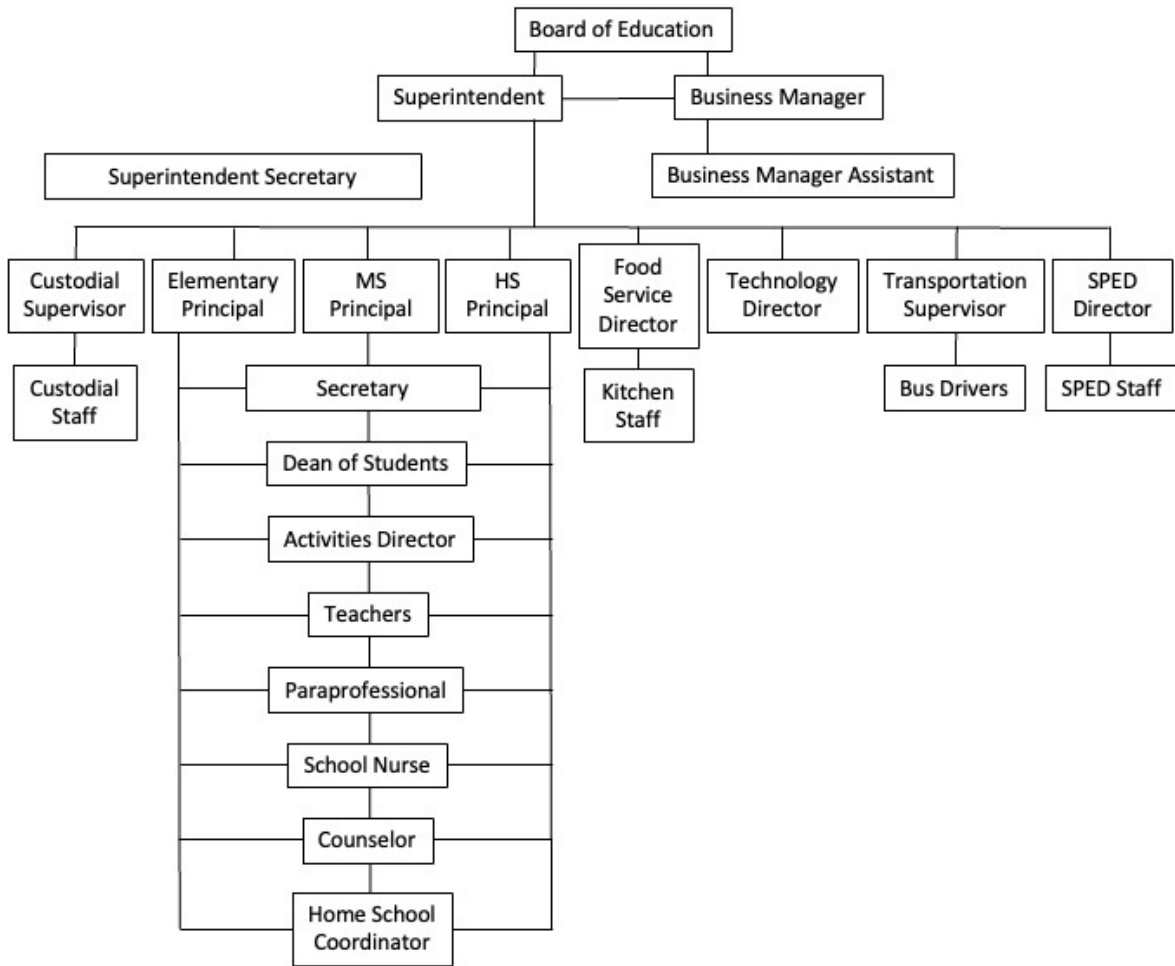 Board of Education
Superintendent
Business Manager
Superintendent Secretary
Business Manager Assistant
Custodial
Supervisor
Elementary
Principal
MS
Principal
HS
Principal
Food
Service
Director
Technology
Director
Transportation
Supervisor
SPED
Director
Custodial
Staff
Secretary
Kitchen
Staff
Bus Drivers
SPED Staff
Dean of Students
Activities Director
Teachers
Paraprofessional
School Nurse
Counselor
Home School
Coordinator